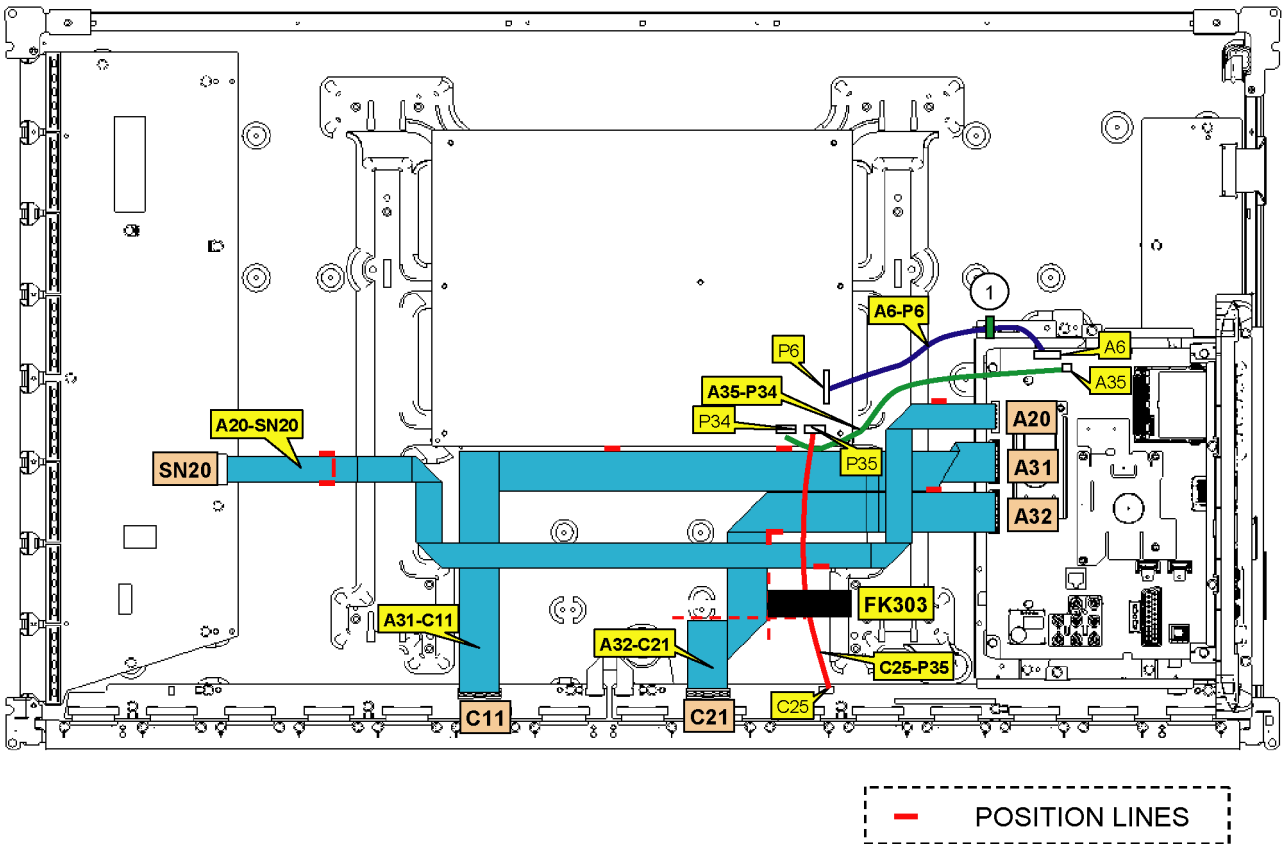 1
A6-P6
P6
A6
A35
A35-P34
P34
P35
A20-SN20
A20
SN20
A31
A32
FK303
A31-C11
A32-C21
C25-P35
C25
C11
C21
POSITION LINES